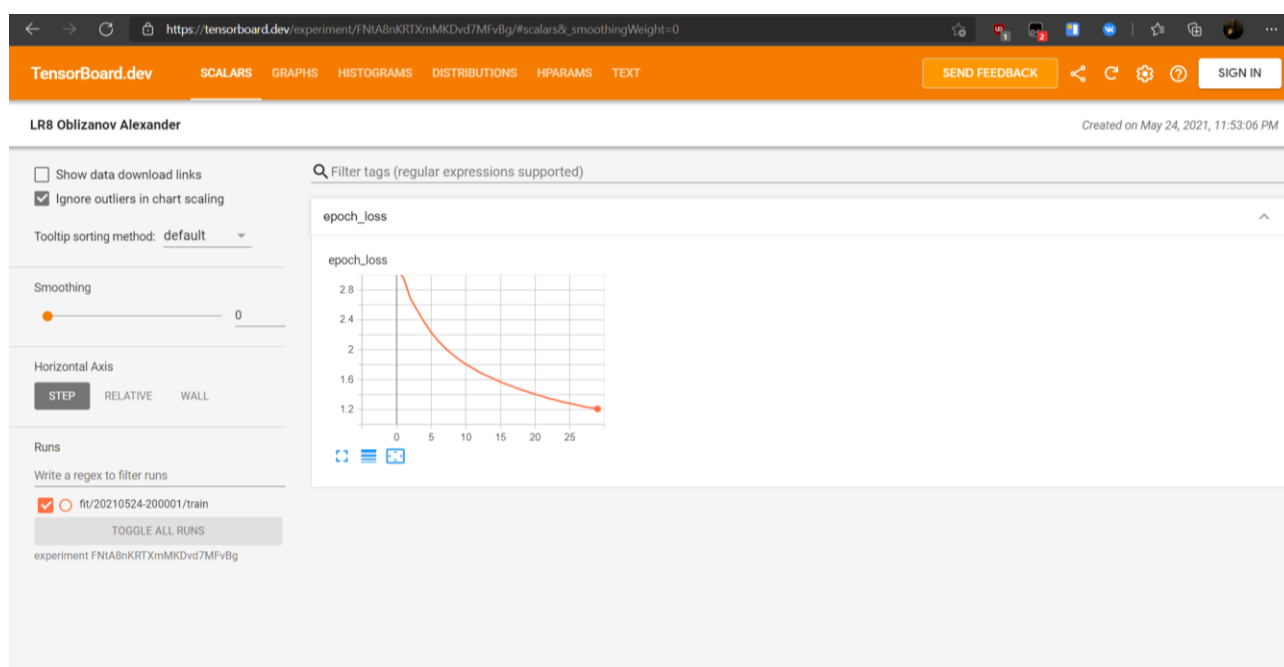 https://tensorboard.dev/experiment/FNtA8nKRTXmMKDvd7MFvBg/#scalars&_smoothingWeight=0
1
2
TensorBoard.dev SCALARS GRAPHS HISTOGRAMS DISTRIBUTIONS HPARAMS TEXT SEND FEEDBACK SIGN IN
LR8 Oblizanov Alexander Created on May 24, 2021, 11:53:06 PM
Show data download links
Ignore outliers in chart scaling
Tooltip sorting method: default
Smoothing
0
Horizontal Axis
STEP RELATIVE WALL
Runs
Write a regex to filter runs
fit/20210524-200001/train
TOGGLE ALL RUNS
experiment FNtA8nKRTXmMKDvd7MFvBg
Filter tags (regular expressions supported)
epoch_loss
epoch_loss
2.8
2.4
2
1.6
1.2
0 5 10 15 20 25